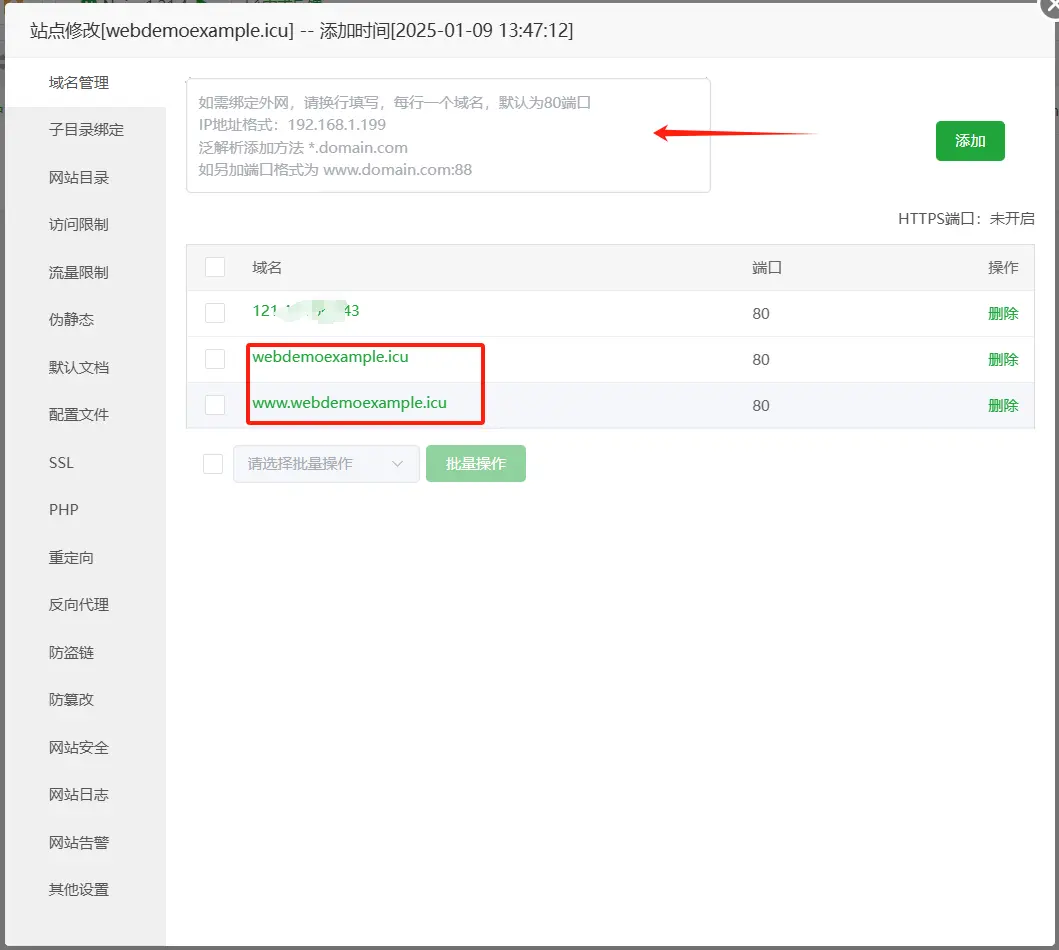 站点修改[webdemoexample.icu] -- 添加时间[2025-01-09 13:47:12]
域名管理
子目录绑定
网站目录
访问限制
流量限制
伪静态
默认文档
配置文件
SSL
PHP
重定向
反向代理
防盗链
防篡改
网站安全
网站日志
网站告警
其他设置
如需绑定外网，请换行填写，每行一个域名，默认为80端口
IP地址格式：192.168.1.199
泛解析添加方法 *.domain.com
如另加端口格式为 www.domain.com:88
添加
HTTPS端口：未开启
域名 端口 操作
121. 43 80 删除
webdemoexample.icu 80 删除
www.webdemoexample.icu 80 删除
请选择批量操作 批量操作